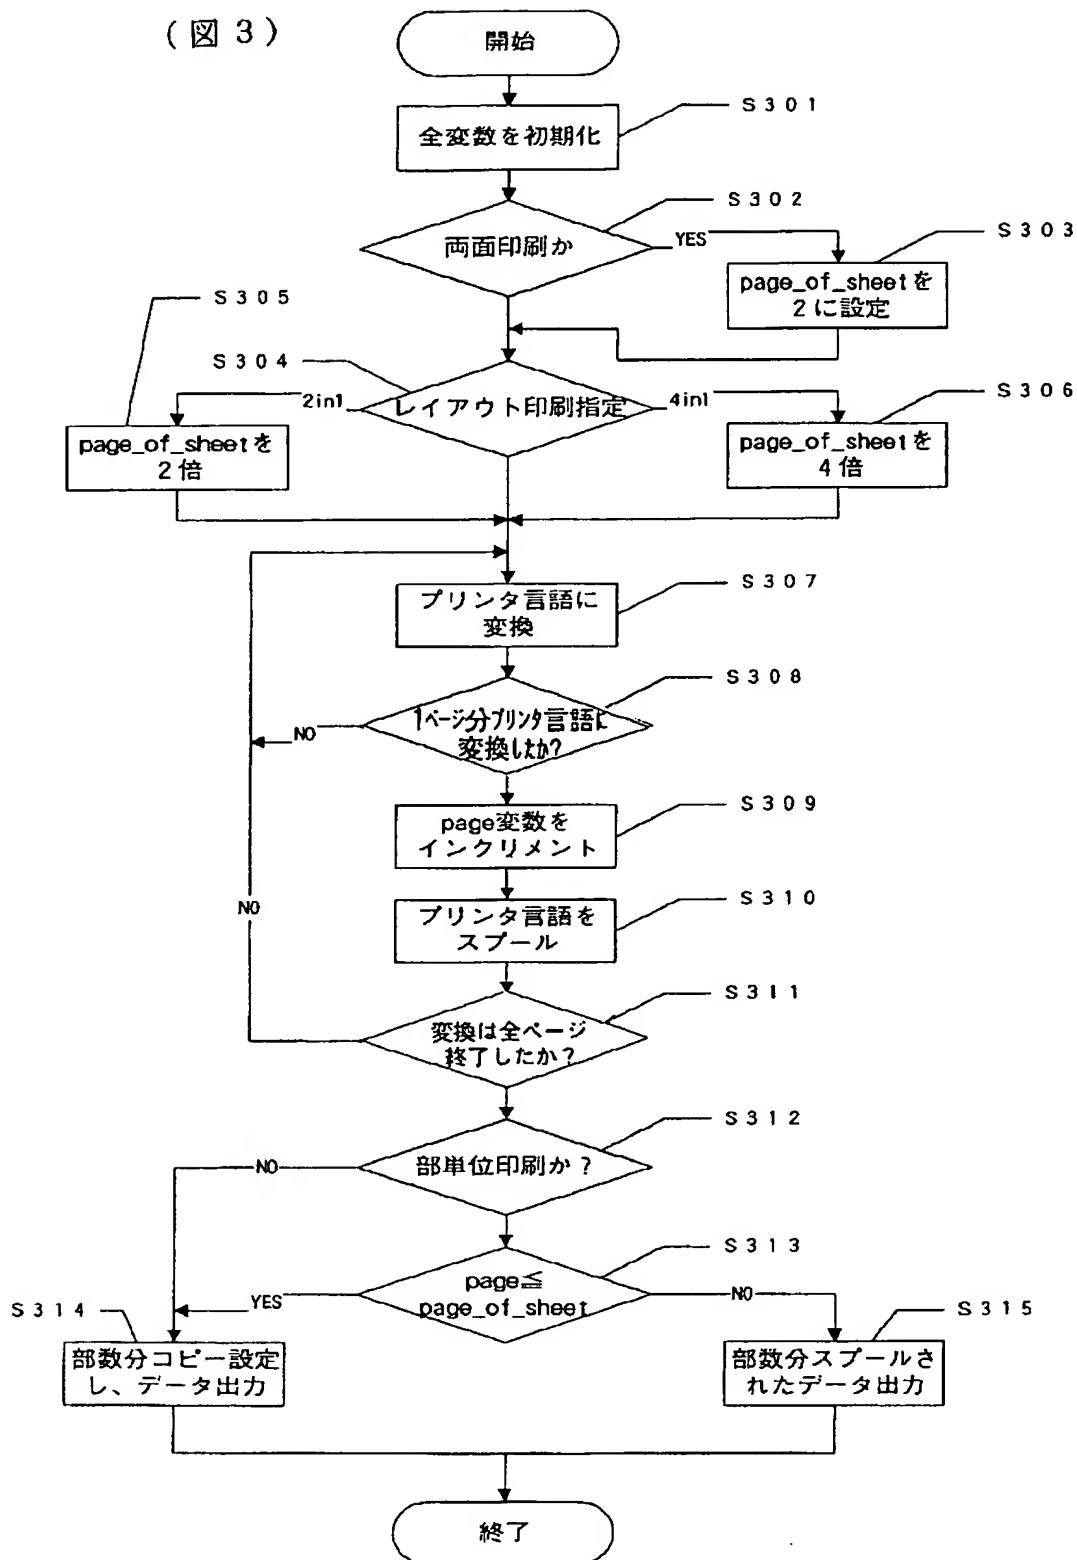 (図3)
開始
S301
全変数を初期化
S302
両面印刷か
YES
S303
page_of_sheetを
2に設定
S305
S304
2in1
レイアウト印刷指定
4in1
S306
page_of_sheetを
2倍
page_of_sheetを
4倍
S307
プリンタ言語に
変換
S308
1ページ分プリンタ言語に
変換したか?
NO
S309
page変数を
インクリメント
NO
S310
プリンタ言語を
スプール
S311
変換は全ページ
終了したか?
S312
部単位印刷か?
NO
S313
page≦
page_of_sheet
YES
NO
S314
S315
部数分コピー設定
し、データ出力
部数分スプールさ
れたデータ出力
終了